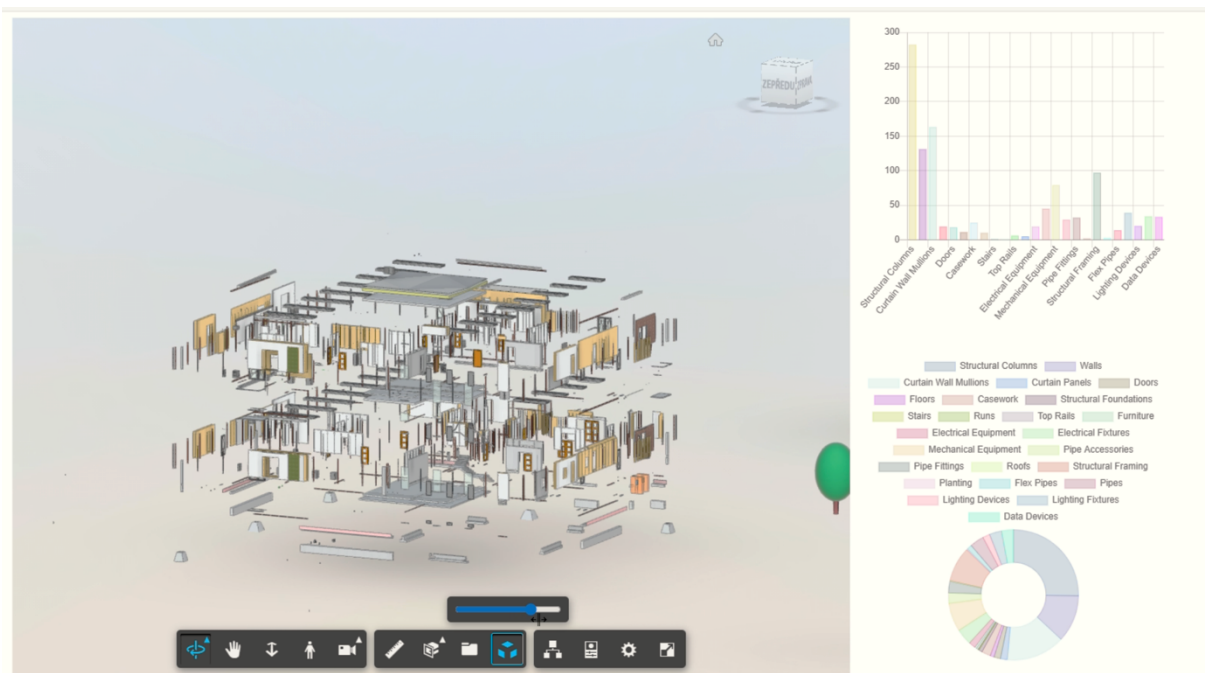 ZEPŘEDU
300
250
200
150
100
50
0
Structural Columns
Curtain Wall Mullions
Doors
Casework
Stairs
Top Rails
Electrical Equipment
Mechanical Equipment
Pipe Fittings
Structural Framing
Flex Pipes
Lighting Devices
Data Devices
Structural Columns Walls
Curtain Wall Mullions Curtain Panels Doors
Floors Casework Structural Foundations
Stairs Runs Top Rails Furniture
Electrical Equipment Electrical Fixtures
Mechanical Equipment Pipe Accessories
Pipe Fittings Roofs Structural Framing
Planting Flex Pipes Pipes
Lighting Devices Lighting Fixtures
Data Devices